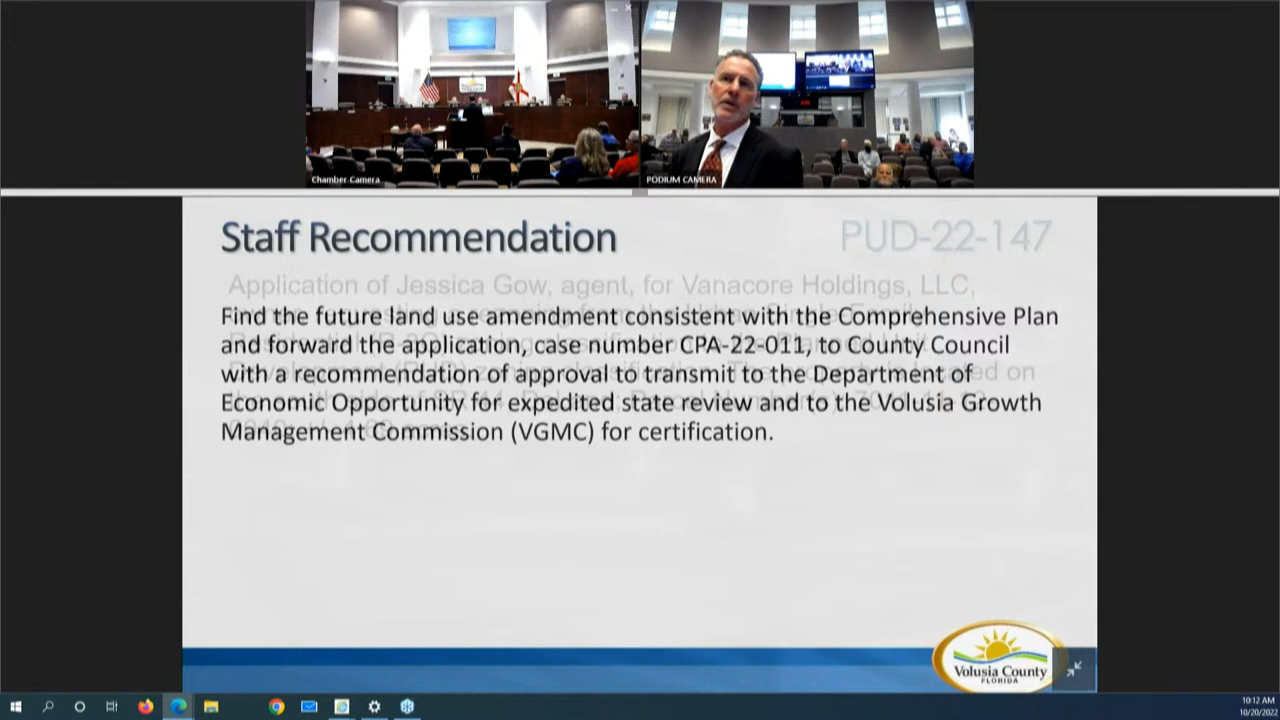 Chamber Camera
PODIUM CAMERA
Staff Recommendation
PUD-22-147
Application of Jessica Gow, agent, for Vanacore Holdings, LLC,
Find the future land use amendment consistent with the Comprehensive Plan
and forward the application, case number CPA-22-011, to County Council
with a recommendation of approval to transmit to the Department of
Economic Opportunity for expedited state review and to the Volusia Growth
Management Commission (VGMC) for certification.
Volusia County
FLORIDA
10:12 AM
10/20/2022